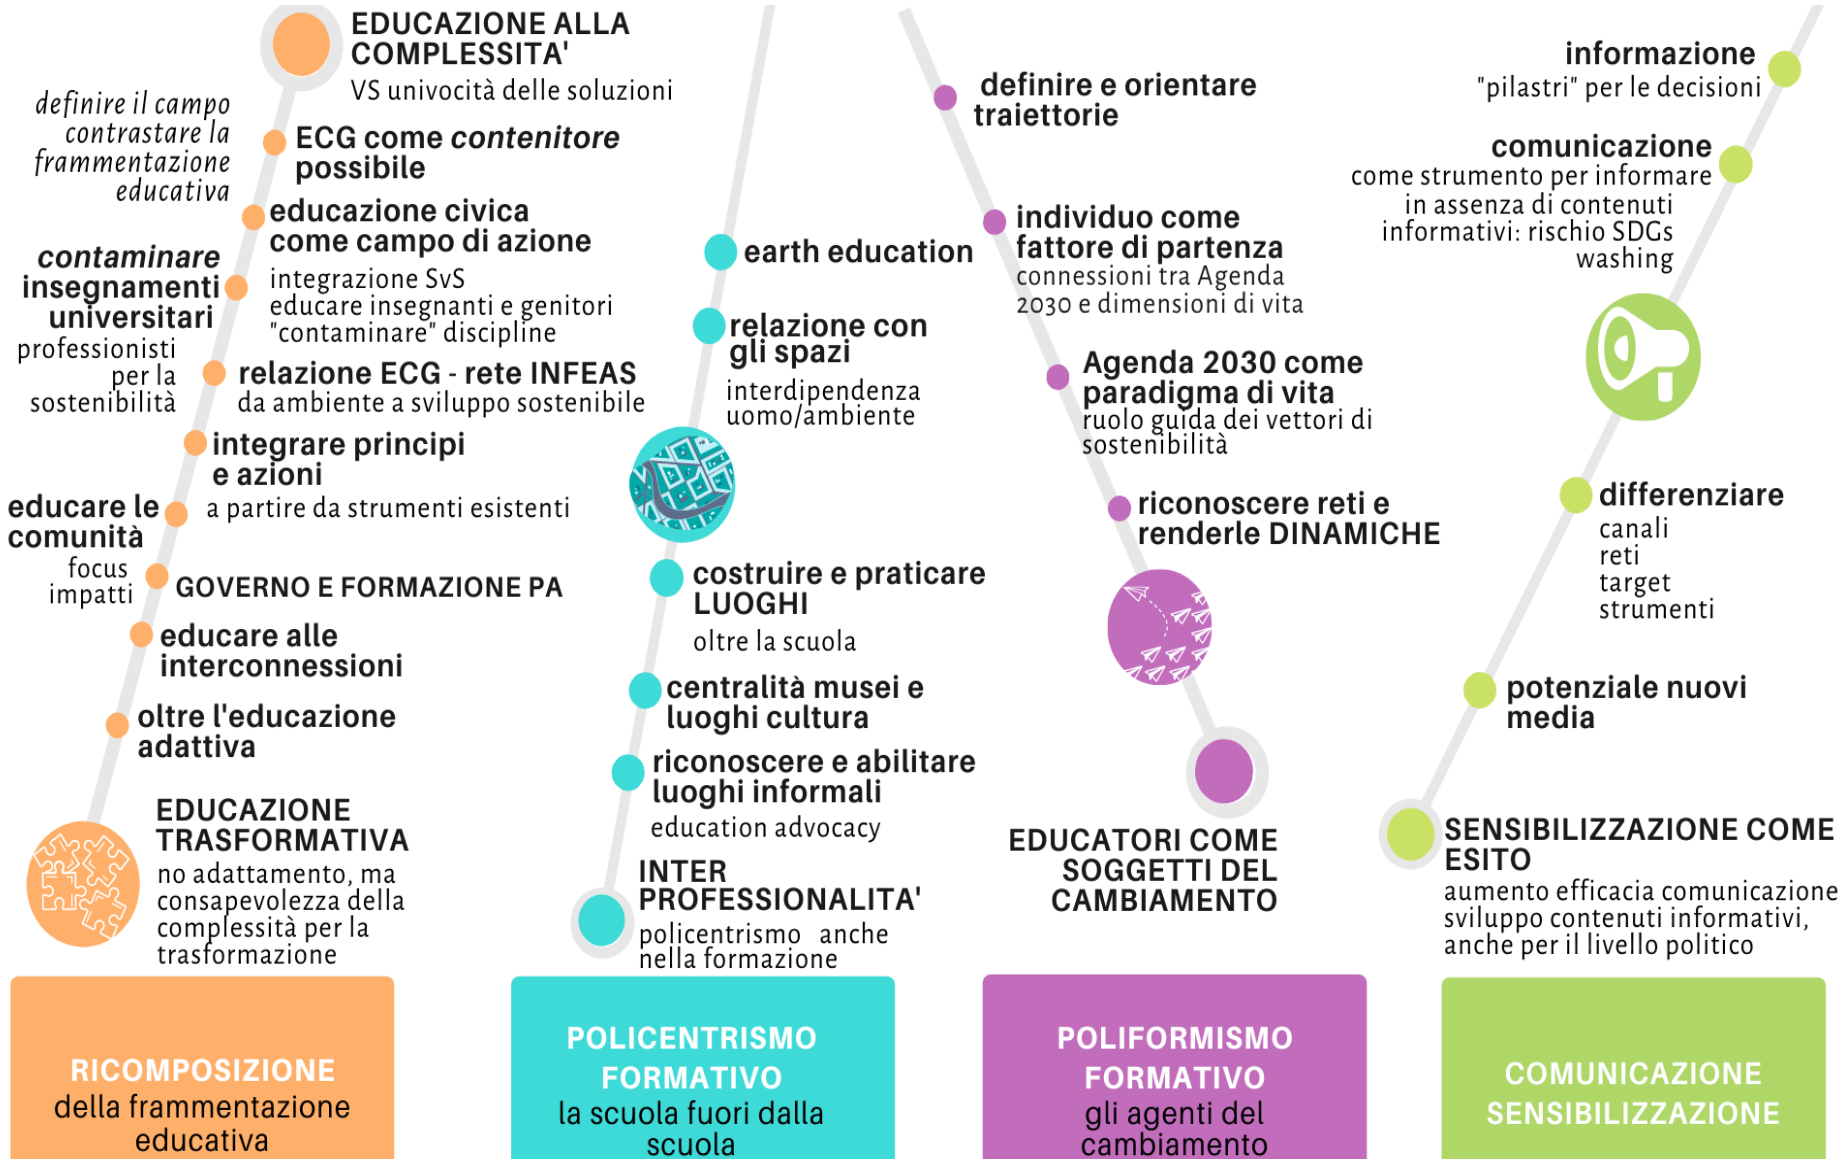 EDUCAZIONE ALLA
COMPLESSITA'
VS univocità delle soluzioni
definire il campo
contrastare la
frammentazione
educativa
ECG come contenitore
possibile
educazione civica
come campo di azione
integrazione SvS
educare insegnanti e genitori
"contaminare" discipline
contaminare
insegnamenti
universitari
professionisti
per la
sostenibilità
relazione ECG - rete INFEAS
da ambiente a sviluppo sostenibile
integrare principi
e azioni
a partire da strumenti esistenti
educare le
comunità
focus
impatti
GOVERNO E FORMAZIONE PA
educare alle
interconnessioni
oltre l'educazione
adattiva
EDUCAZIONE
TRASFORMATIVA
no adattamento, ma
consapevolezza della
complessità per la
trasformazione
RICOMPOSIZIONE
della frammentazione
educativa
earth education
relazione con
gli spazi
interdipendenza
uomo/ambiente
costruire e praticare
LUOGHI
oltre la scuola
centralità musei e
luoghi cultura
riconoscere e abilitare
luoghi informali
education advocacy
INTER
PROFESSIONALITA'
policentrismo anche
nella formazione
POLICENTRISMO
FORMATIVO
la scuola fuori dalla
scuola
definire e orientare
traiettorie
individuo come
fattore di partenza
connessioni tra Agenda
2030 e dimensioni di vita
Agenda 2030 come
paradigma di vita
ruolo guida dei vettori di
sostenibilità
riconoscere reti e
renderle DINAMICHE
EDUCATORI COME
SOGGETTI DEL
CAMBIAMENTO
POLIFORMISMO
FORMATIVO
gli agenti del
cambiamento
informazione
"pilastri" per le decisioni
comunicazione
come strumento per informare
in assenza di contenuti
informativi: rischio SDGs
washing
differenziare
canali
reti
target
strumenti
potenziale nuovi
media
SENSIBILIZZAZIONE COME
ESITO
aumento efficacia comunicazione
sviluppo contenuti informativi,
anche per il livello politico
COMUNICAZIONE
SENSIBILIZZAZIONE